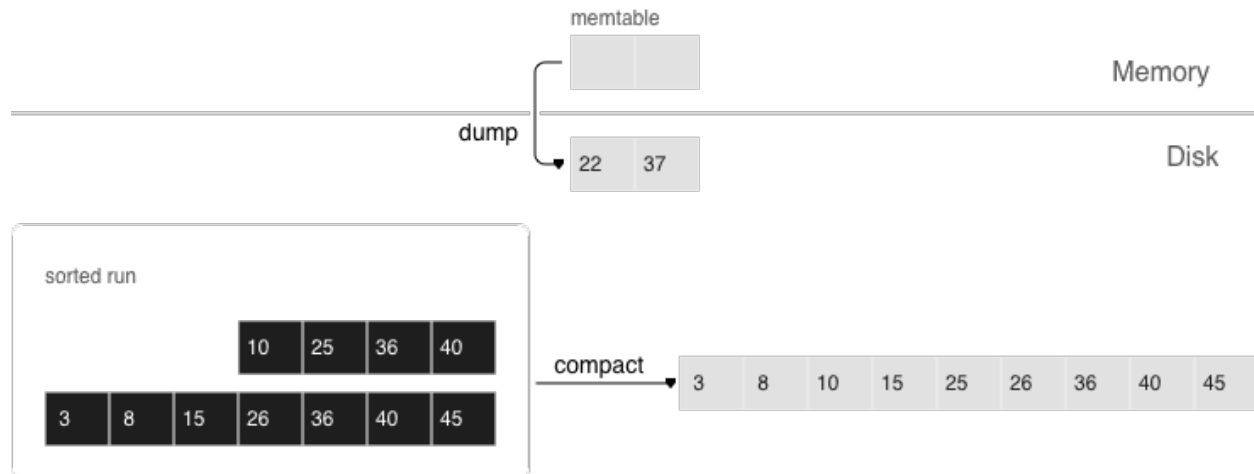 memtable
Memory
dump
Disk
22 37
sorted run
10 25 36 40
compact
3 8 10 15 25 26 36 40 45
3 8 15 26 36 40 45